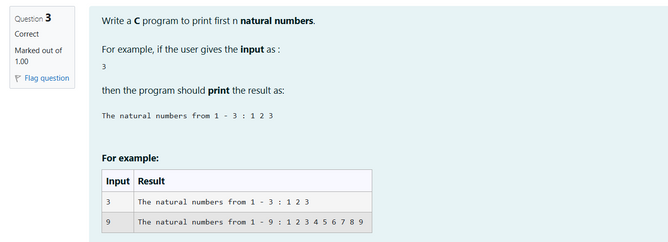 Question 3
Correct
Marked out of
1.00
Flag question
Write a C program to print first n natural numbers.
For example, if the user gives the input as :
3
then the program should print the result as:
The natural numbers from 1 - 3 : 1 2 3
For example:
Input Result
3 The natural numbers from 1 - 3 : 1 2 3
9 The natural numbers from 1 - 9 : 1 2 3 4 5 6 7 8 9